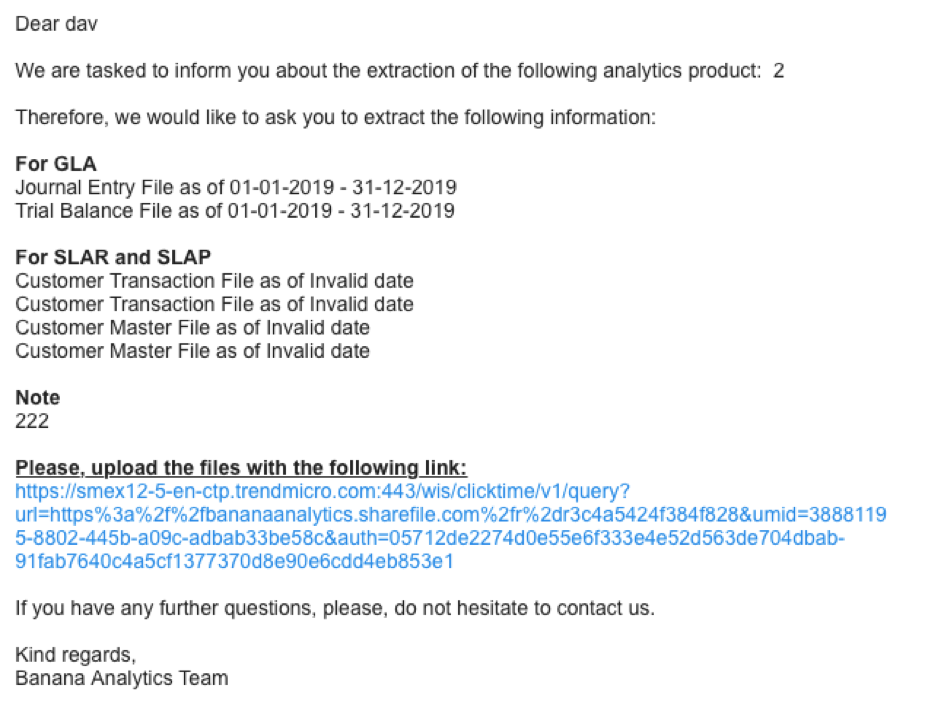 Dear dav
We are tasked to inform you about the extraction of the following analytics product:  2
Therefore, we would like to ask you to extract the following information:
For GLA
Journal Entry File as of 01-01-2019 - 31-12-2019
Trial Balance File as of 01-01-2019 - 31-12-2019
For SLAR and SLAP
Customer Transaction File as of Invalid date
Customer Transaction File as of Invalid date
Customer Master File as of Invalid date
Customer Master File as of Invalid date
Note
222
Please, upload the files with the following link:
https://smex12-5-en-ctp.trendmicro.com:443/wis/clicktime/v1/query?
url=https%3a%2f%2fbananaanalytics.sharefile.com%2fr%2dr3c4a5424f384f828&umid=3888119
5-8802-445b-a09c-adbab33be58c&auth=05712de2274d0e55e6f333e4e52d563de704dbab-
91fab7640c4a5cf1377370d8e90e6cdd4eb853e1
If you have any further questions, please, do not hesitate to contact us.
Kind regards,
Banana Analytics Team